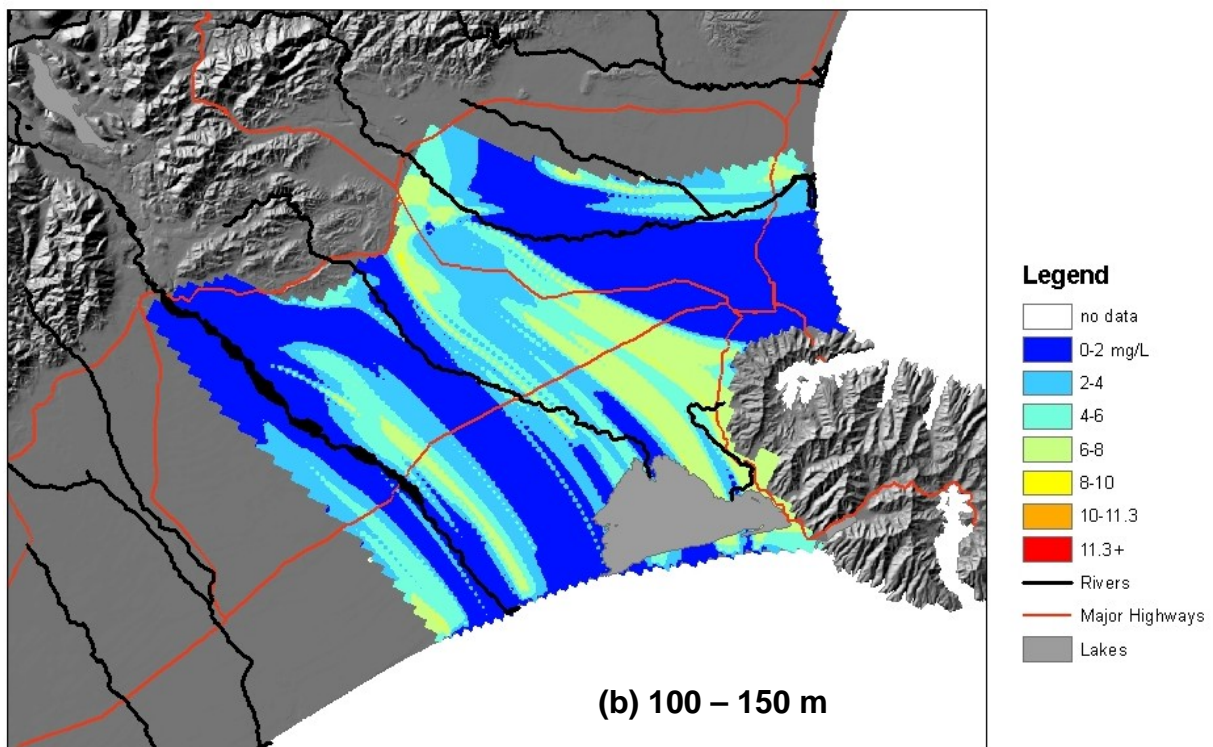 Legend
no data
0-2 mg/L
2-4
4-6
6-8
8-10
10-11.3
11.3+
Rivers
Major Highways
Lakes
(b) 100 – 150 m